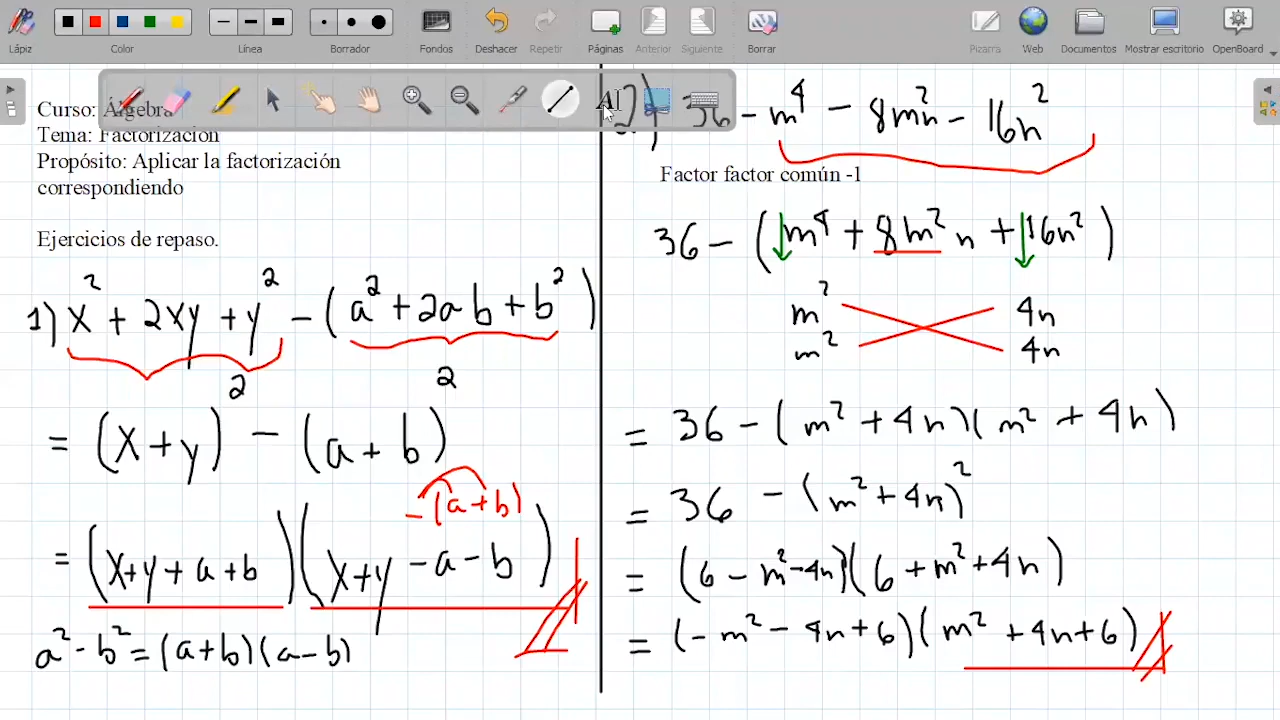 Lápiz Color Línea Borrador Fondos Deshacer Repetir Páginas Anterior Siguiente Borrar Pizarra Web Documentos Mostrar escritorio OpenBoard
Curso: Álgebra
Tema: Factorización
Propósito: Aplicar la factorización
correspondiendo
Ejercicios de repaso.
1) x² + 2xy + y² - (a² + 2ab + b²)
= (x+y)² - (a+b)²
-(a+b)
= (x+y+a+b)(x+y-a-b)
a² - b² = (a+b)(a-b)
2) 36 - m⁴ - 8m²n - 16n²
Factor factor común -1
36 - (m⁴ + 8m²n + 16n²)
m² 4n
m² 4n
= 36 - (m² + 4n)(m² + 4n)
= 36 - (m² + 4n)²
= (6 - m² - 4n)(6 + m² + 4n)
= (-m² - 4n + 6)(m² + 4n + 6)